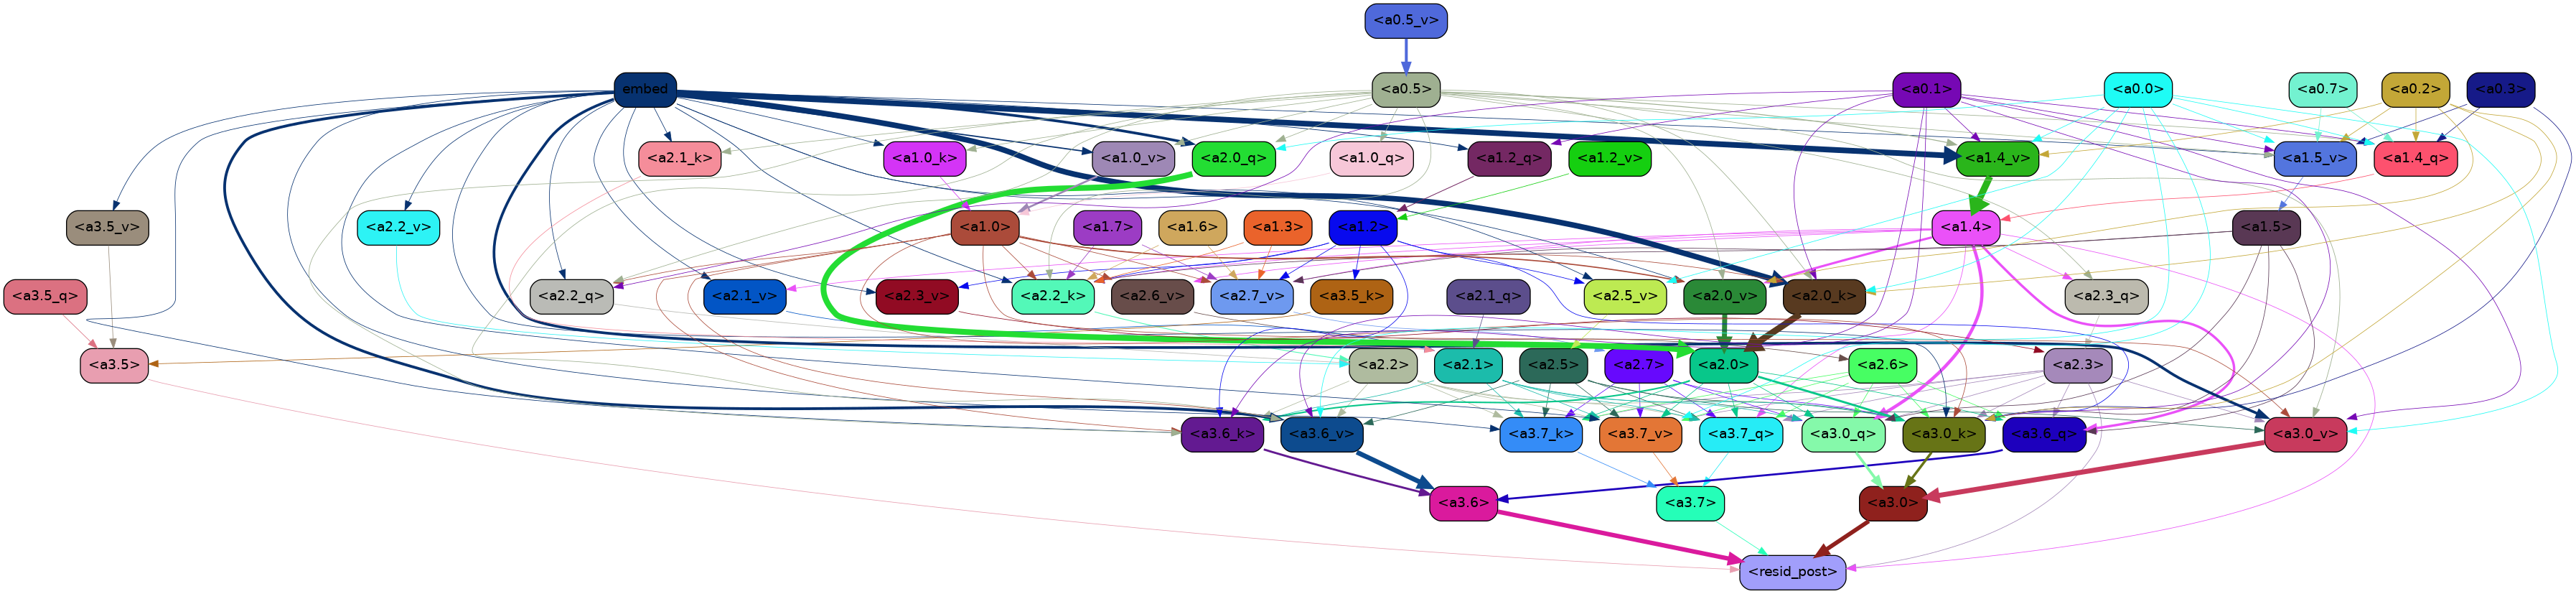 <a0.5_v>
embed <a0.5> <a0.1> <a0.0> <a0.7> <a0.2> <a0.3>
<a2.1_k> <a1.0_k> <a1.0_v> <a2.0_q> <a1.0_q> <a1.2_q> <a1.2_v> <a1.4_v> <a1.5_v> <a1.4_q>
<a3.5_v> <a2.2_v> <a1.0> <a1.7> <a1.6> <a1.3> <a1.2> <a1.4> <a1.5>
<a3.5_q> <a2.2_q> <a2.1_v> <a2.3_v> <a2.2_k> <a2.6_v> <a2.7_v> <a3.5_k> <a2.1_q> <a2.5_v> <a2.0_v> <a2.0_k> <a2.3_q>
<a3.5> <a2.2> <a2.1> <a2.5> <a2.7> <a2.0> <a2.6> <a2.3>
<a3.6_k> <a3.6_v> <a3.7_k> <a3.7_v> <a3.7_q> <a3.0_q> <a3.0_k> <a3.6_q> <a3.0_v>
<a3.6> <a3.7> <a3.0>
<resid_post>